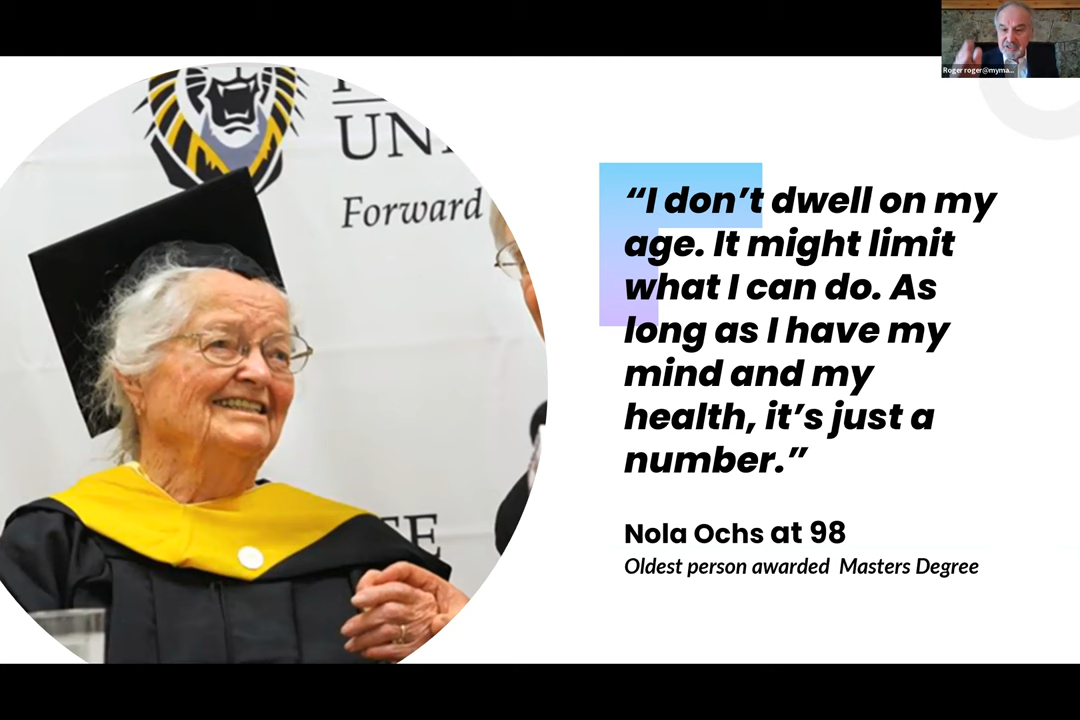 Roger roger@myma...
UNI
Forward
“I don’t dwell on my
age. It might limit
what I can do. As
long as I have my
mind and my
health, it’s just a
number.”
Nola Ochs at 98
Oldest person awarded Masters Degree